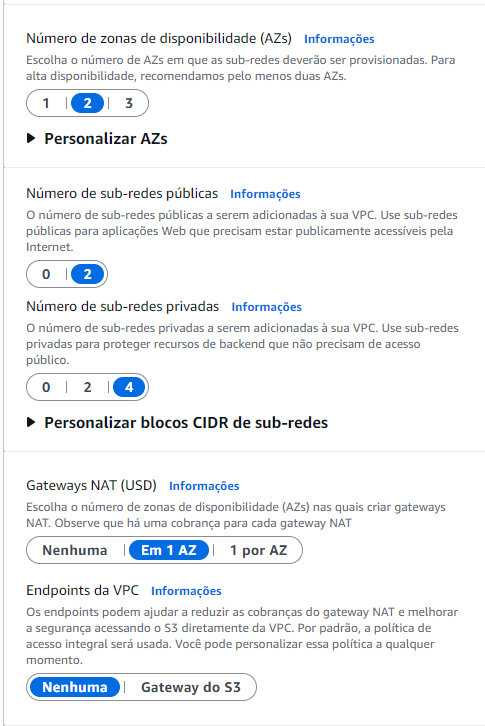 Número de zonas de disponibilidade (AZs) Informações
Escolha o número de AZs em que as sub-redes deverão ser provisionadas. Para
alta disponibilidade, recomendamos pelo menos duas AZs.
1 | 2 | 3
Personalizar AZs
Número de sub-redes públicas Informações
O número de sub-redes públicas a serem adicionadas à sua VPC. Use sub-redes
públicas para aplicações Web que precisam estar publicamente acessíveis pela
Internet.
0 | 2
Número de sub-redes privadas Informações
O número de sub-redes privadas a serem adicionadas à sua VPC. Use sub-redes
privadas para proteger recursos de backend que não precisam de acesso
público.
0 | 2 | 4
Personalizar blocos CIDR de sub-redes
Gateways NAT (USD) Informações
Escolha o número de zonas de disponibilidade (AZs) nas quais criar gateways
NAT. Observe que há uma cobrança para cada gateway NAT
Nenhuma | Em 1 AZ | 1 por AZ
Endpoints da VPC Informações
Os endpoints podem ajudar a reduzir as cobranças do gateway NAT e melhorar
a segurança acessando o S3 diretamente da VPC. Por padrão, a política de
acesso integral será usada. Você pode personalizar essa política a qualquer
momento.
Nenhuma | Gateway do S3